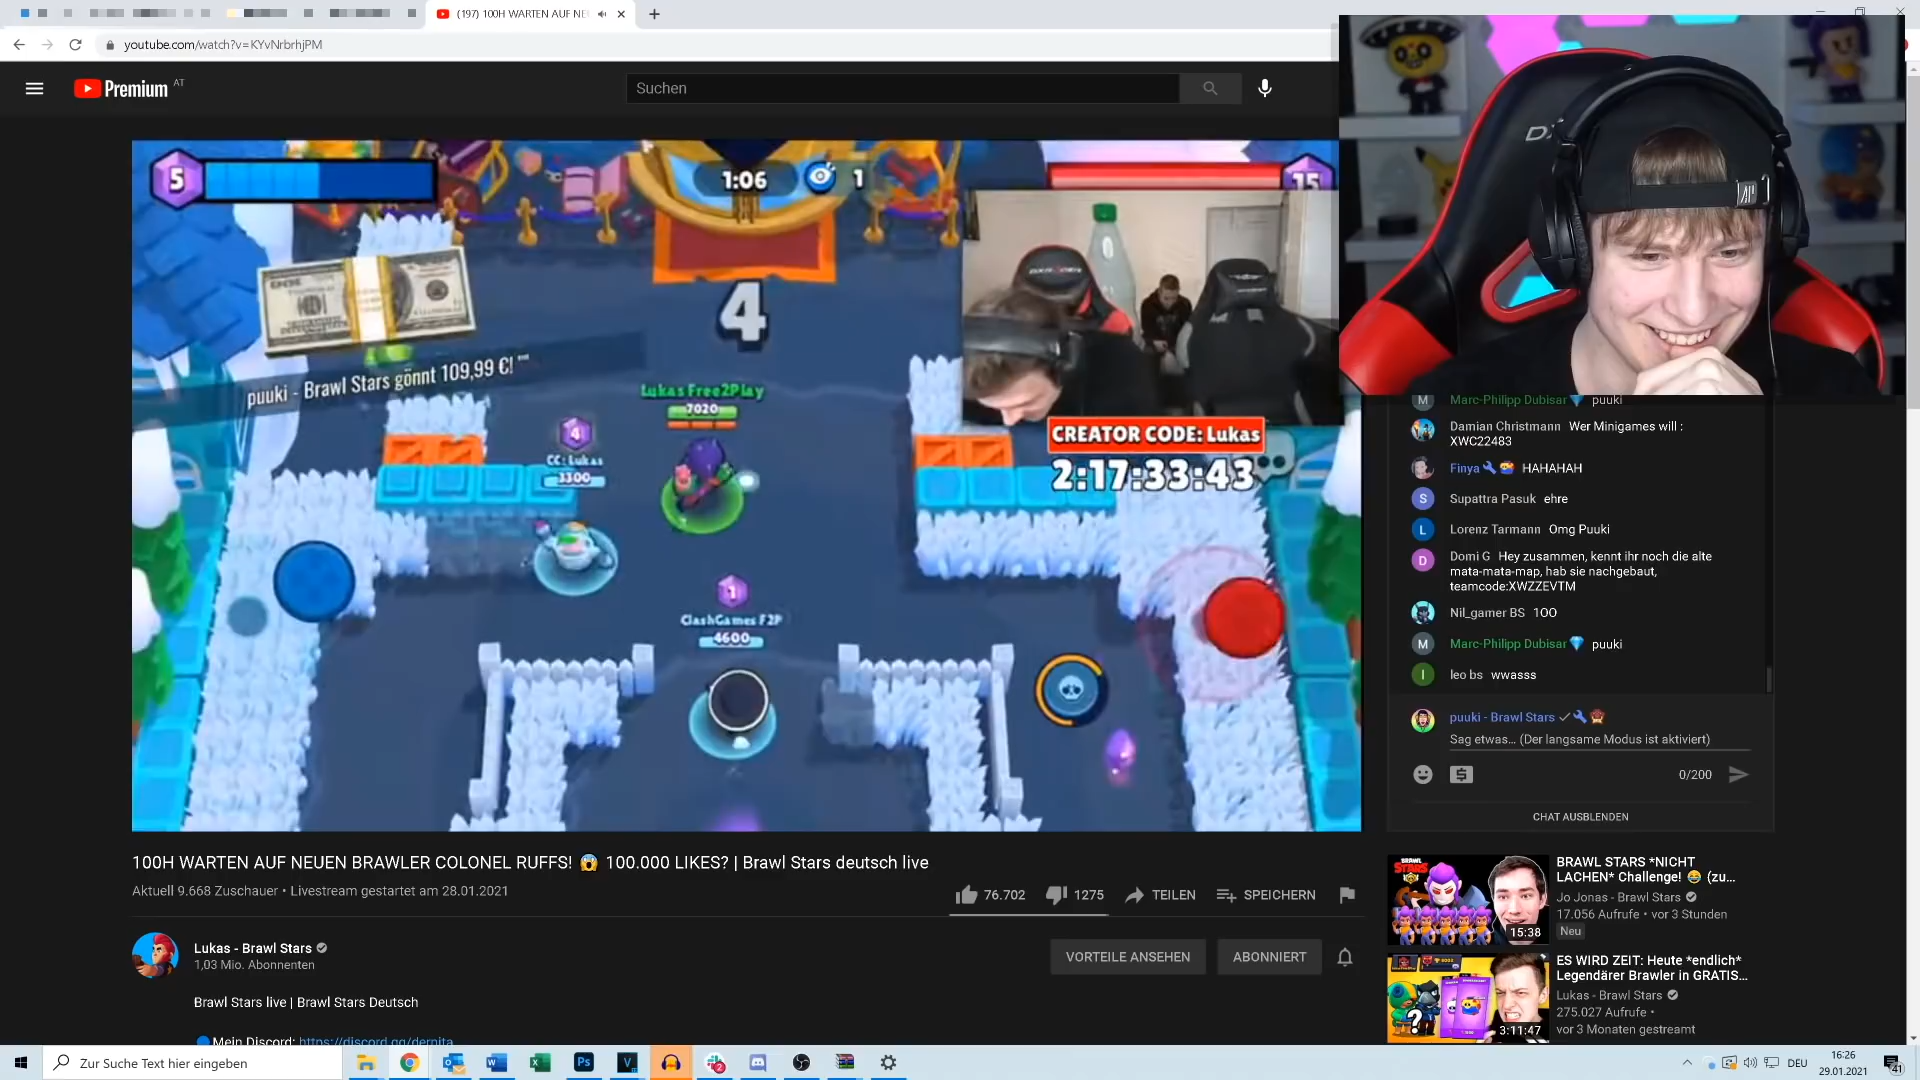 (197) 100H WARTEN AUF NE
youtube.com/watch?v=KYvNrbrhjPM
Premium AT
Suchen
5
1:06
1
15
4
puuki - Brawl Stars gönnt 109,99 €!
Lukas Free2Play
7020
4
CC: Lukas
3300
1
ClashGames F2P
4600
CREATOR CODE: Lukas
2:17:33:43
Marc-Philipp Dubisar puuki
Damian Christmann Wer Minigames will :
XWC22483
Finya HAHAHAH
Supattra Pasuk ehre
Lorenz Tarmann Omg Puuki
Domi G Hey zusammen, kennt ihr noch die alte
mata-mata-map, hab sie nachgebaut,
teamcode:XWZZEVTM
Nil_gamer BS 1OO
Marc-Philipp Dubisar puuki
leo bs wwasss
puuki - Brawl Stars
Sag etwas... (Der langsame Modus ist aktiviert)
0/200
CHAT AUSBLENDEN
100H WARTEN AUF NEUEN BRAWLER COLONEL RUFFS! 😱 100.000 LIKES? | Brawl Stars deutsch live
Aktuell 9.668 Zuschauer • Livestream gestartet am 28.01.2021
76.702
1275
TEILEN
SPEICHERN
Lukas - Brawl Stars
1,03 Mio. Abonnenten
VORTEILE ANSEHEN
ABONNIERT
Brawl Stars live | Brawl Stars Deutsch
Mein Discord: https://discord.gg/dernita
BRAWL STARS
15:38
BRAWL STARS *NICHT
LACHEN* Challenge! 😂 (zu...
Jo Jonas - Brawl Stars
17.056 Aufrufe • vor 3 Stunden
Neu
3:11:47
ES WIRD ZEIT: Heute *endlich*
Legendärer Brawler in GRATIS...
Lukas - Brawl Stars
275.027 Aufrufe •
vor 3 Monaten gestreamt
Zur Suche Text hier eingeben
DEU
16:26
29.01.2021
41